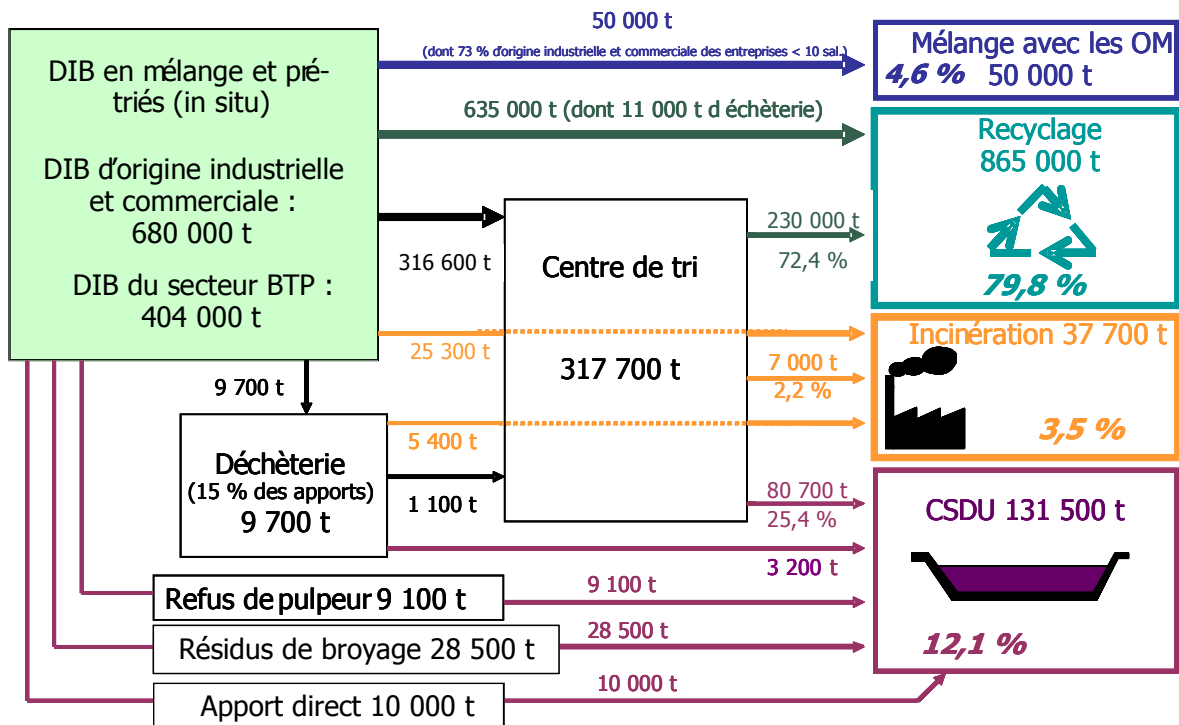 DIB en mélange et pré-
triés (in situ)
DIB d'origine industrielle
et commerciale :
680 000 t
DIB du secteur BTP :
404 000 t
50 000 t
(dont 73 % d'origine industrielle et commerciale des entreprises < 10 sal.)
Mélange avec les OM
4,6 % 50 000 t
635 000 t (dont 11 000 t d échèterie)
Recyclage
865 000 t
79,8 %
316 600 t
Centre de tri
317 700 t
230 000 t
72,4 %
25 300 t
Incinération 37 700 t
3,5 %
7 000 t
2,2 %
9 700 t
Déchèterie
(15 % des apports)
9 700 t
5 400 t
1 100 t
80 700 t
25,4 %
CSDU 131 500 t
12,1 %
3 200 t
Refus de pulpeur 9 100 t
9 100 t
Résidus de broyage 28 500 t
28 500 t
Apport direct 10 000 t
10 000 t